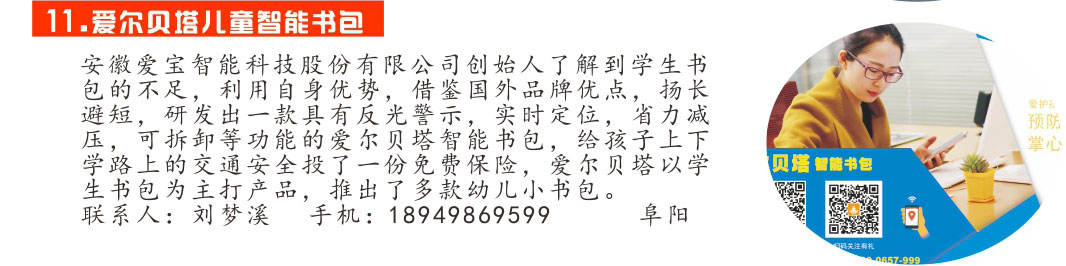 11.爱尔贝塔儿童智能书包
安徽爱宝智能科技股份有限公司创始人了解到学生书
包的不足，利用自身优势，借鉴国外品牌优点，扬长
避短，研发出一款具有反光警示，实时定位，省力减
压，可拆卸等功能的爱尔贝塔智能书包，给孩子上下
学路上的交通安全投了一份免费保险，爱尔贝塔以学
生书包为主打产品，推出了多款幼儿小书包。
联系人：刘梦溪 手机：18949869599 阜阳
爱护
预防
掌心
贝塔 智能书包
扫码关注有礼
0657-999